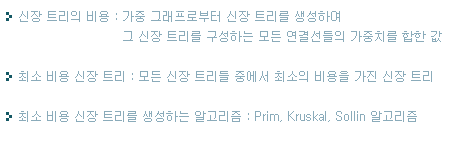 신장 트리의 비용 : 가중 그래프로부터 신장 트리를 생성하여
그 신장 트리를 구성하는 모든 연결선들의 가중치를 합한 값
최소 비용 신장 트리 : 모든 신장 트리들 중에서 최소의 비용을 가진 신장 트리
최소 비용 신장 트리를 생성하는 알고리즘 : Prim, Kruskal, Sollin 알고리즘